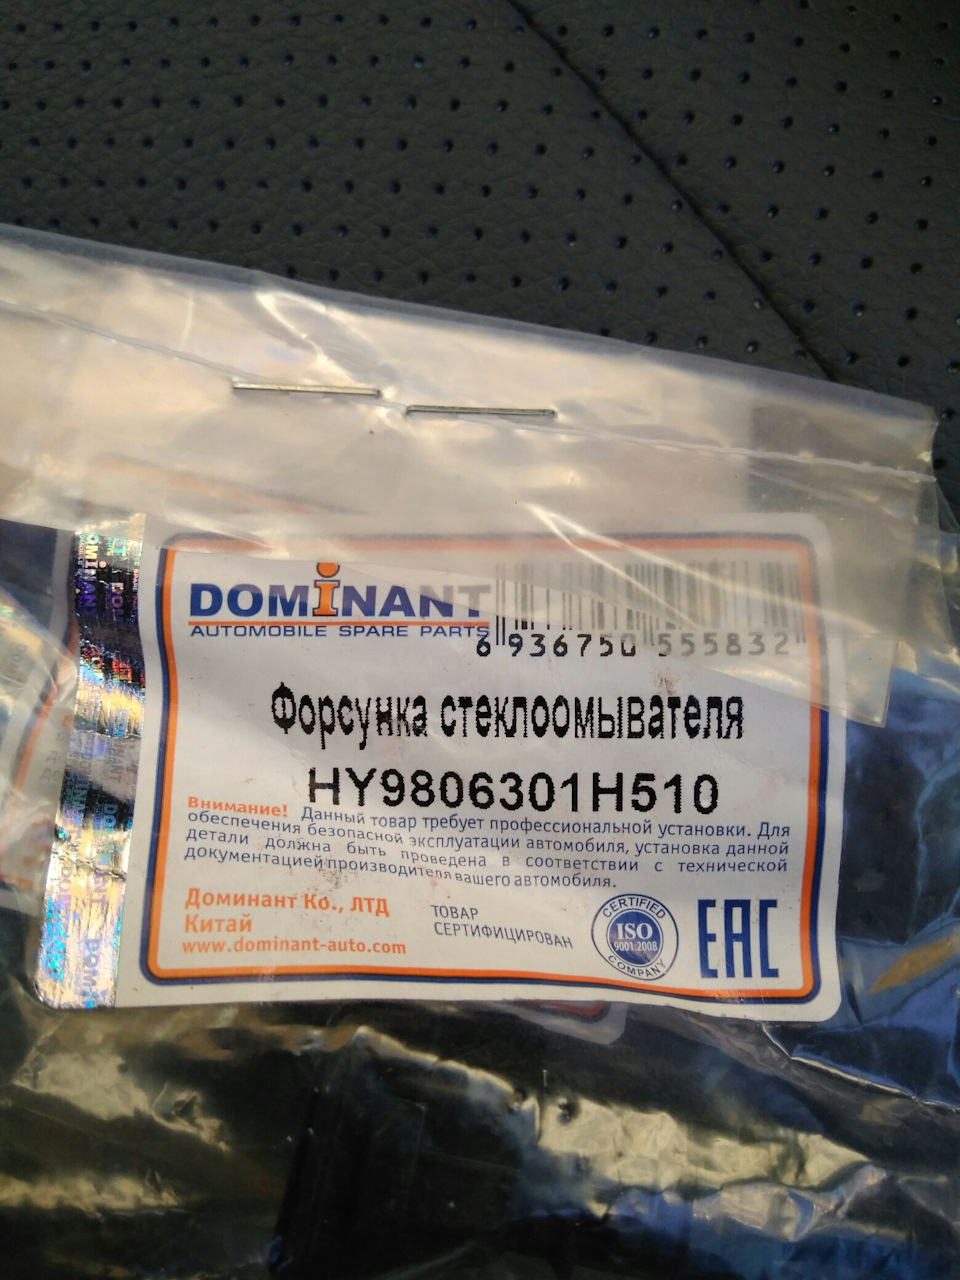 DOMINANT
AUTOMOBILE SPARE PARTS
6 936750 555832
Форсунка стеклоомывателя
HY9806301H510
Внимание! Данный товар требует профессиональной установки. Для
обеспечения безопасной эксплуатации автомобиля, установка данной
детали должна быть проведена в соответствии с технической
документацией производителя вашего автомобиля.
Доминант Ко., ЛТД
Китай
www.dominant-auto.com
ТОВАР
СЕРТИФИЦИРОВАН
CERTIFIED
ISO
9001:2008
COMPANY
EAC